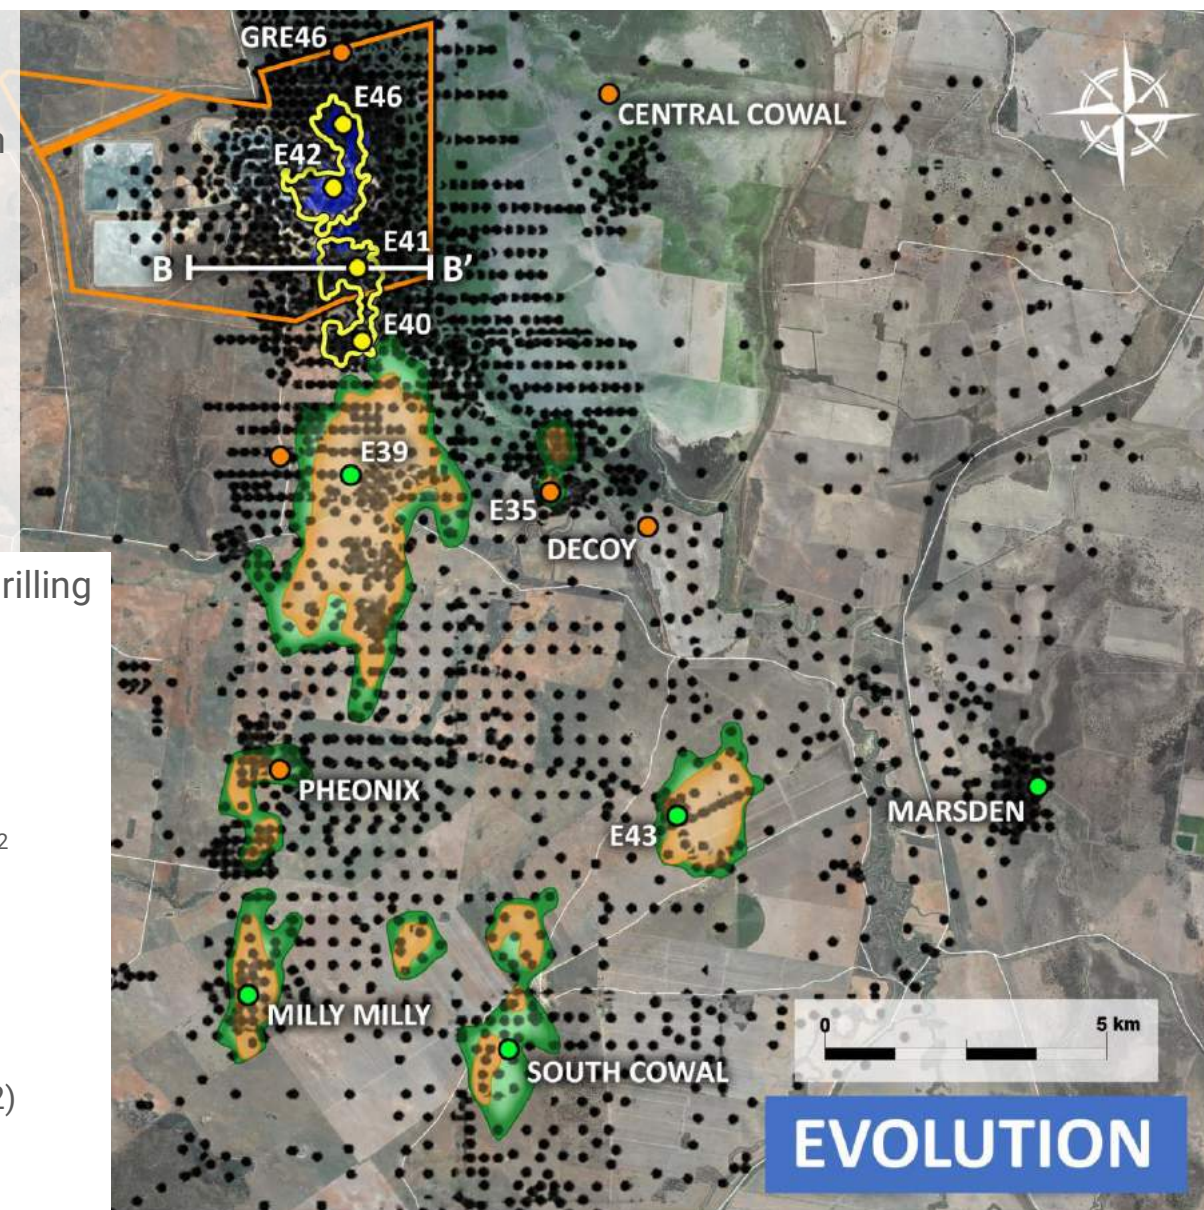 GRE46
E46
CENTRAL COWAL
E42
E41
B
B’
E40
E39
E35
DECOY
rilling
PHEONIX
MARSDEN
E43
2
MILLY MILLY
0
5 km
SOUTH COWAL
2)
EVOLUTION